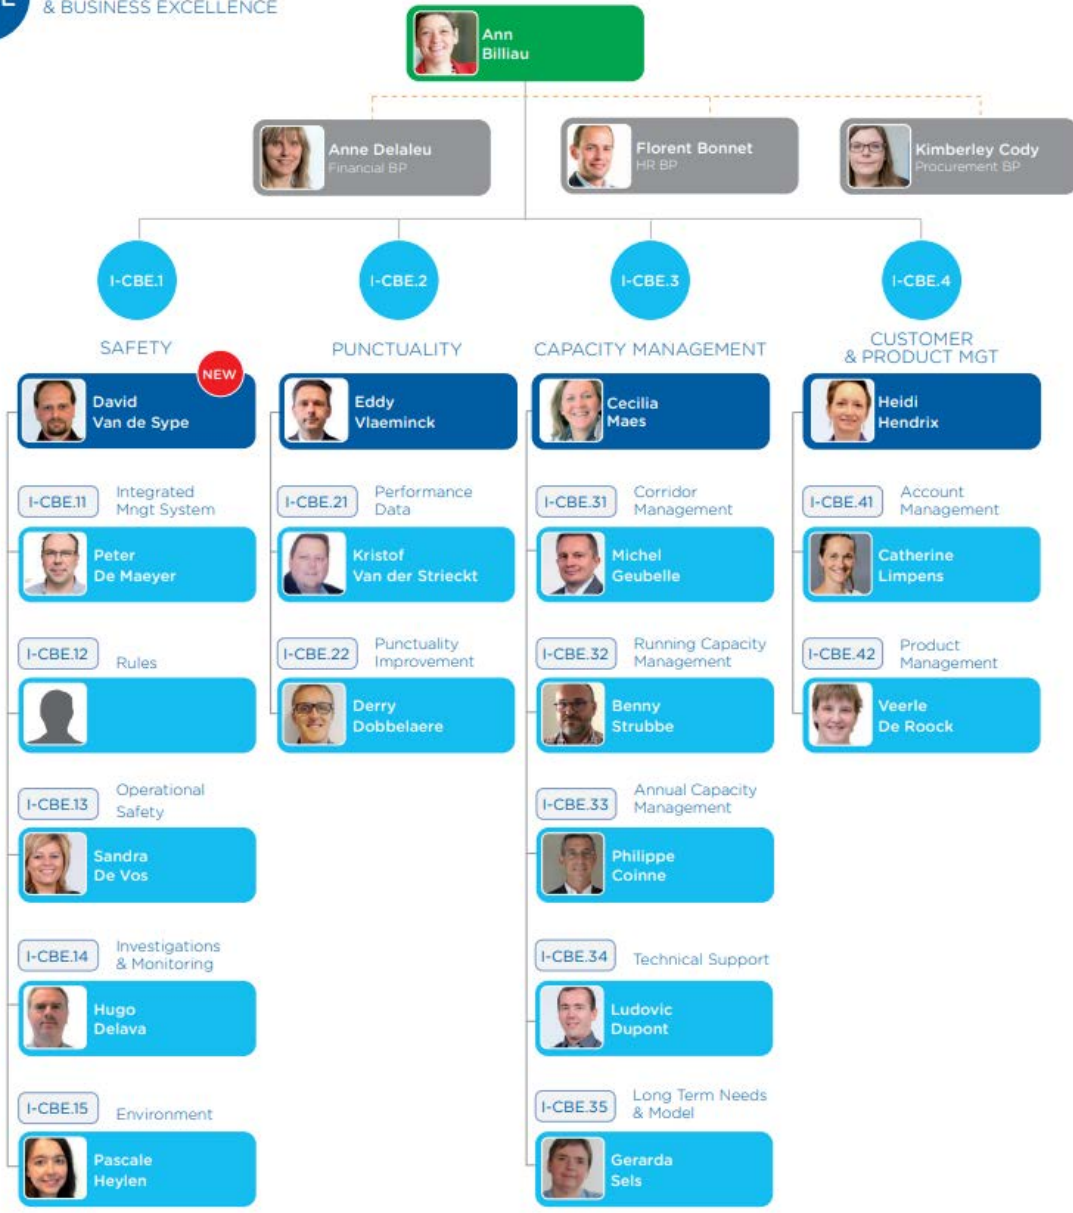 E
& BUSINESS EXCELLENCE
Ann
Billiau
Anne Delaleu
Financial BP
Florent Bonnet
HR BP
Kimberley Cody
Procurement BP
I-CBE.1
I-CBE.2
I-CBE.3
I-CBE.4
SAFETY
PUNCTUALITY
CAPACITY MANAGEMENT
CUSTOMER
& PRODUCT MGT
NEW
David
Van de Sype
Eddy
Vlaeminck
Cecilia
Maes
Heidi
Hendrix
I-CBE.11
Integrated
Mngt System
I-CBE.21
Performance
Data
I-CBE.31
Corridor
Management
I-CBE.41
Account
Management
Peter
De Maeyer
Kristof
Van der Strieckt
Michel
Geubelle
Catherine
Limpens
I-CBE.12
Rules
I-CBE.22
Punctuality
Improvement
I-CBE.32
Running Capacity
Management
I-CBE.42
Product
Management
Derry
Dobbelaere
Benny
Strubbe
Veerle
De Roock
I-CBE.13
Operational
Safety
I-CBE.33
Annual Capacity
Management
Sandra
De Vos
Philippe
Coinne
I-CBE.14
Investigations
& Monitoring
I-CBE.34
Technical Support
Hugo
Delava
Ludovic
Dupont
I-CBE.15
Environment
I-CBE.35
Long Term Needs
& Model
Pascale
Heylen
Gerarda
Sels